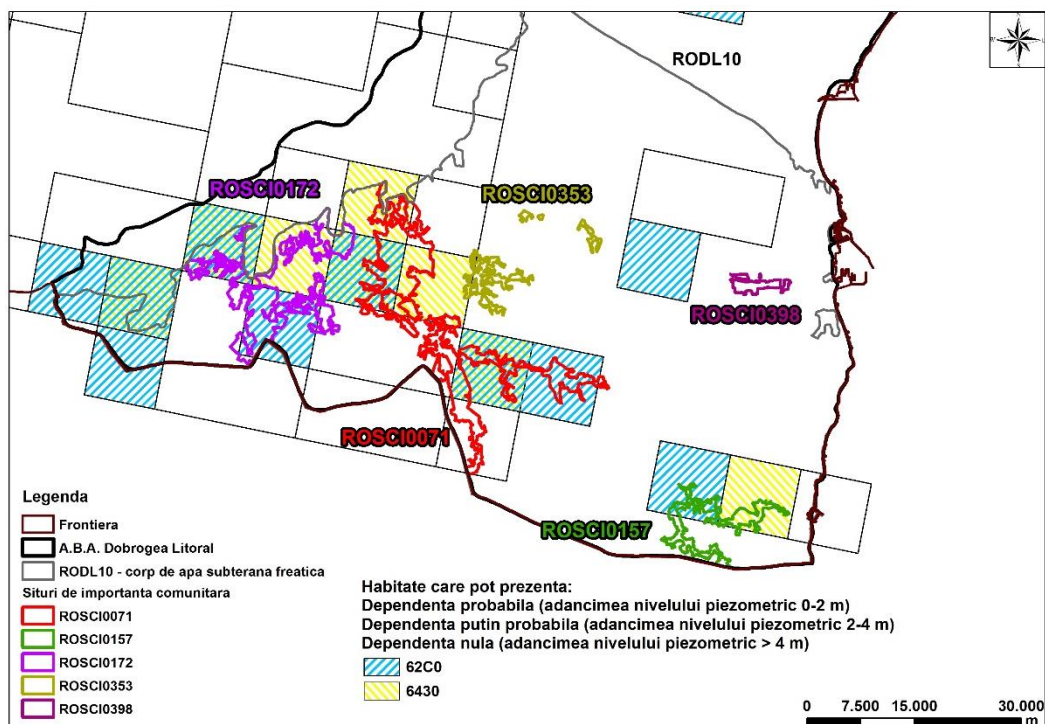 RODL10
ROSCI0172
ROSCI0353
ROSCI0398
ROSCI0071
ROSCI0157
Legenda
Frontiera
A.B.A. Dobrogea Litoral
RODL10 - corp de apa subterana freatica
Situri de importanta comunitara
ROSCI0071
ROSCI0157
ROSCI0172
ROSCI0353
ROSCI0398
Habitate care pot prezenta:
Dependenta probabila (adancimea nivelului piezometric 0-2 m)
Dependenta putin probabila (adancimea nivelului piezometric 2-4 m)
Dependenta nula (adancimea nivelului piezometric > 4 m)
62C0
6430
0 7.500 15.000 30.000
m